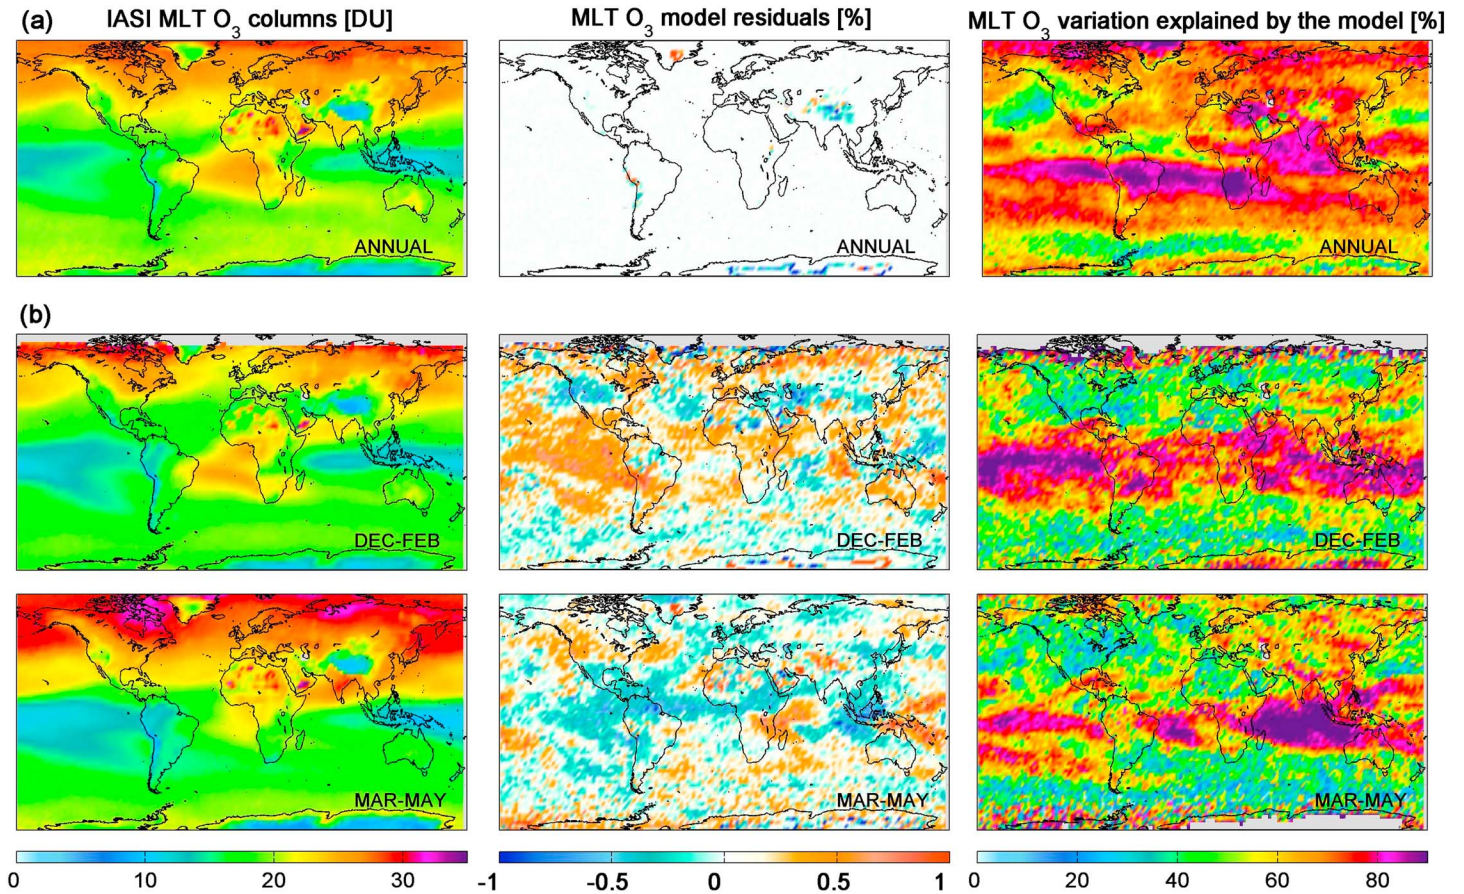 (a) IASI MLT O3 columns [DU] MLT O3 model residuals [%] MLT O3 variation explained by the model [%]
ANNUAL ANNUAL ANNUAL
(b)
DEC-FEB DEC-FEB DEC-FEB
MAR-MAY MAR-MAY MAR-MAY
0 10 20 30 -1 -0.5 0 0.5 1 0 20 40 60 80